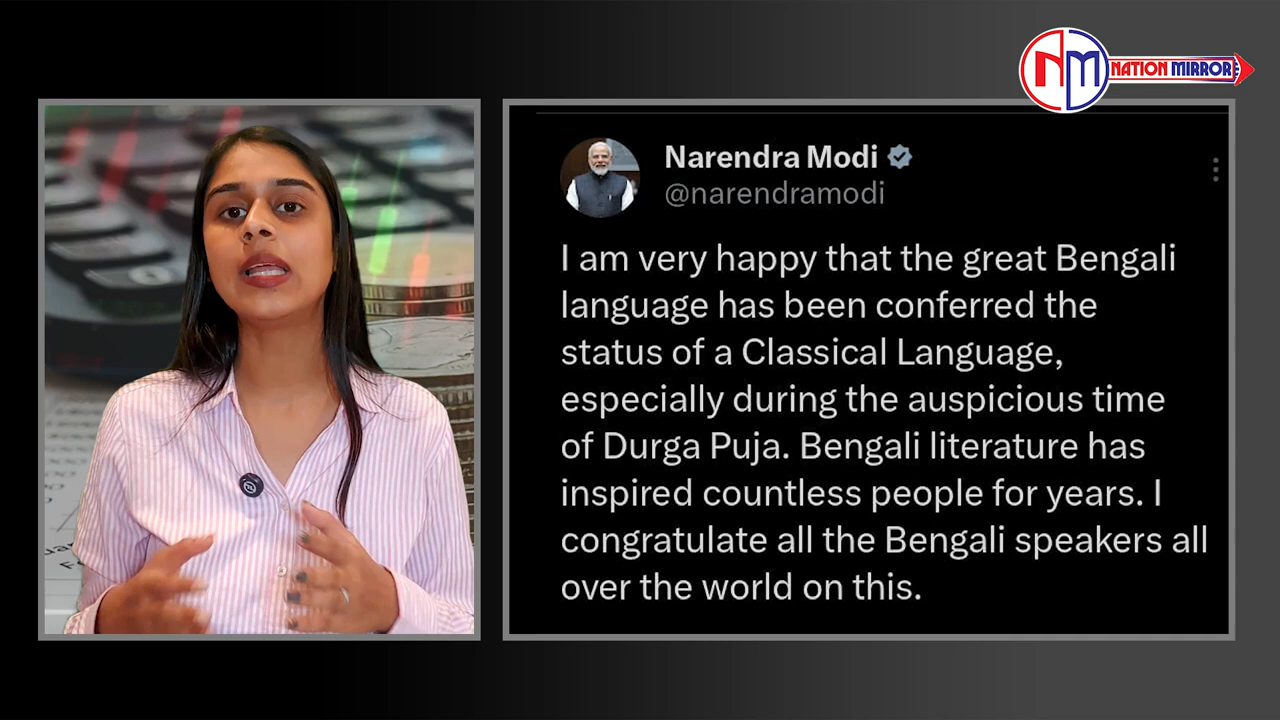 NM NATION MIRROR
Narendra Modi
@narendramodi
I am very happy that the great Bengali
language has been conferred the
status of a Classical Language,
especially during the auspicious time
of Durga Puja. Bengali literature has
inspired countless people for years. I
congratulate all the Bengali speakers all
over the world on this.